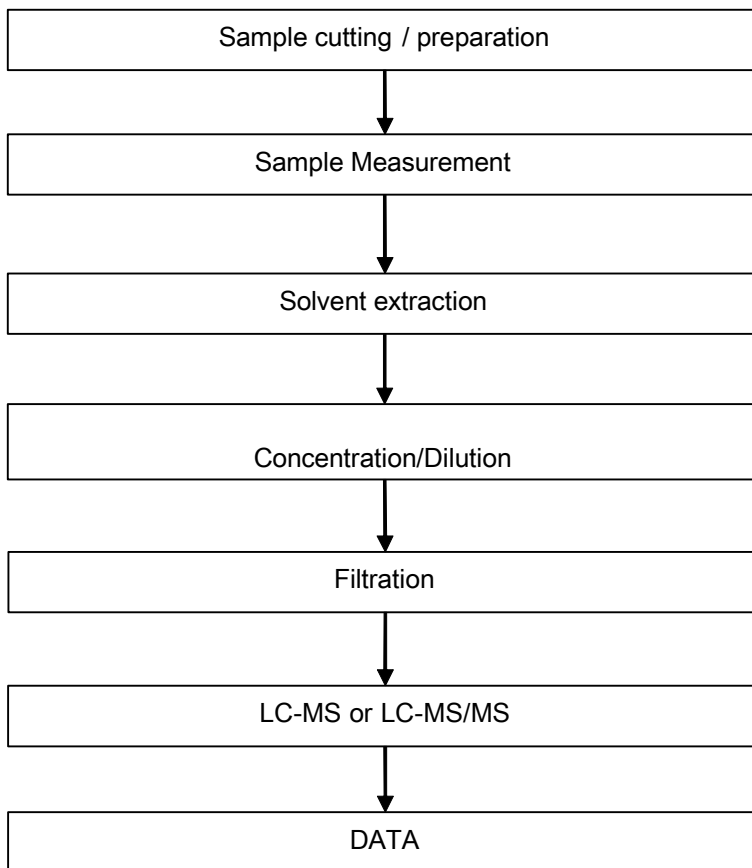 Sample cutting / preparation
Sample Measurement
Solvent extraction
Concentration/Dilution
Filtration
LC-MS or LC-MS/MS
DATA